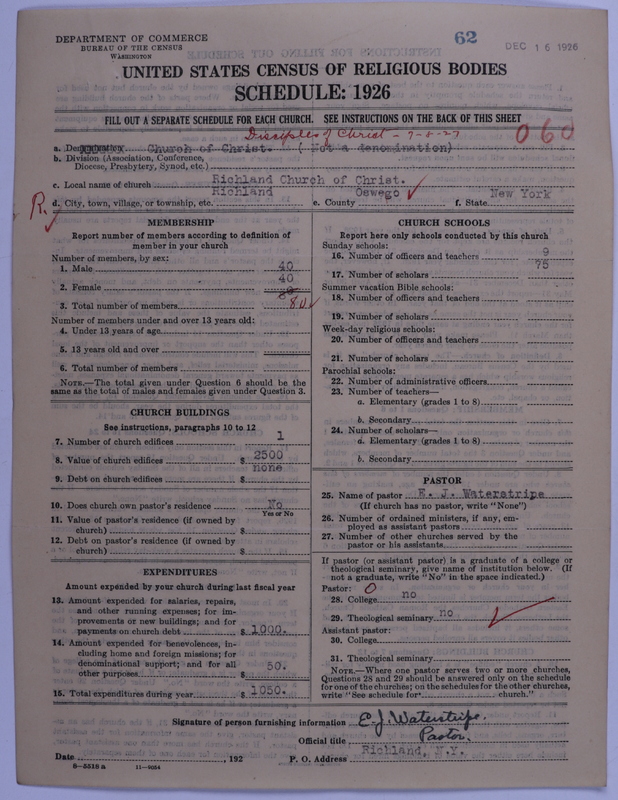 DEPARTMENT OF COMMERCE
BUREAU OF THE CENSUS
WASHINGTON
62
DEC 16 1926
UNITED STATES CENSUS OF RELIGIOUS BODIES
SCHEDULE: 1926
FILL OUT A SEPARATE SCHEDULE FOR EACH CHURCH. SEE INSTRUCTIONS ON THE BACK OF THIS SHEET
Disciples of Christ - 7-8-27
060
a. Denomination Church of Christ. ( Not a denomination)
b. Division (Association, Conference,
Diocese, Presbytery, Synod, etc.)
c. Local name of church Richland Church of Christ.
R.
d. City, town, village, or township, etc. Richland e. County Oswego f. State New York
MEMBERSHIP
Report number of members according to definition of
member in your church
Number of members, by sex:
1. Male 40
2. Female 40
3. Total number of members 80
Number of members under and over 13 years old:
4. Under 13 years of age
5. 13 years old and over
6. Total number of members
NOTE.—The total given under Question 6 should be the
same as the total of males and females given under Question 3.
CHURCH BUILDINGS
See instructions, paragraphs 10 to 12
7. Number of church edifices 1
8. Value of church edifices $ 2500
9. Debt on church edifices $ none
10. Does church own pastor's residence No
Yes or No
11. Value of pastor's residence (if owned by
church) $
12. Debt on pastor's residence (if owned by
church) $
EXPENDITURES
Amount expended by your church during last fiscal year
13. Amount expended for salaries, repairs,
and other running expenses; for im-
provements or new buildings; and for
payments on church debt $ 1000.
14. Amount expended for benevolences, in-
cluding home and foreign missions; for
denominational support; and for all
other purposes $ 50.
15. Total expenditures during year $ 1050.
CHURCH SCHOOLS
Report here only schools conducted by this church
Sunday schools:
16. Number of officers and teachers 9
17. Number of scholars 75
Summer vacation Bible schools:
18. Number of officers and teachers
19. Number of scholars
Week-day religious schools:
20. Number of officers and teachers
21. Number of scholars
Parochial schools:
22. Number of administrative officers
23. Number of teachers—
a. Elementary (grades 1 to 8)
b. Secondary
24. Number of scholars—
a. Elementary (grades 1 to 8)
b. Secondary
PASTOR
25. Name of pastor E. J. Waterstripe
(If church has no pastor, write "None")
26. Number of ordained ministers, if any, em-
ployed as assistant pastors
27. Number of other churches served by the
pastor or his assistants
If pastor (or assistant pastor) is a graduate of a college or
theological seminary, give name of institution below. (If
not a graduate, write "No" in the space indicated.)
Pastor: O
28. College no
29. Theological seminary no
Assistant pastor:
30. College
31. Theological seminary
NOTE.—Where one pastor serves two or more churches,
Questions 28 and 29 should be answered only on the schedule
for one of the churches; on the schedules for the other churches,
write "See schedule for church."
Signature of person furnishing information E. J. Waterstripe.
Official title Pastor.
Date , 192 P. O. Address Richland, N.Y.
8—5518 a 11—9034